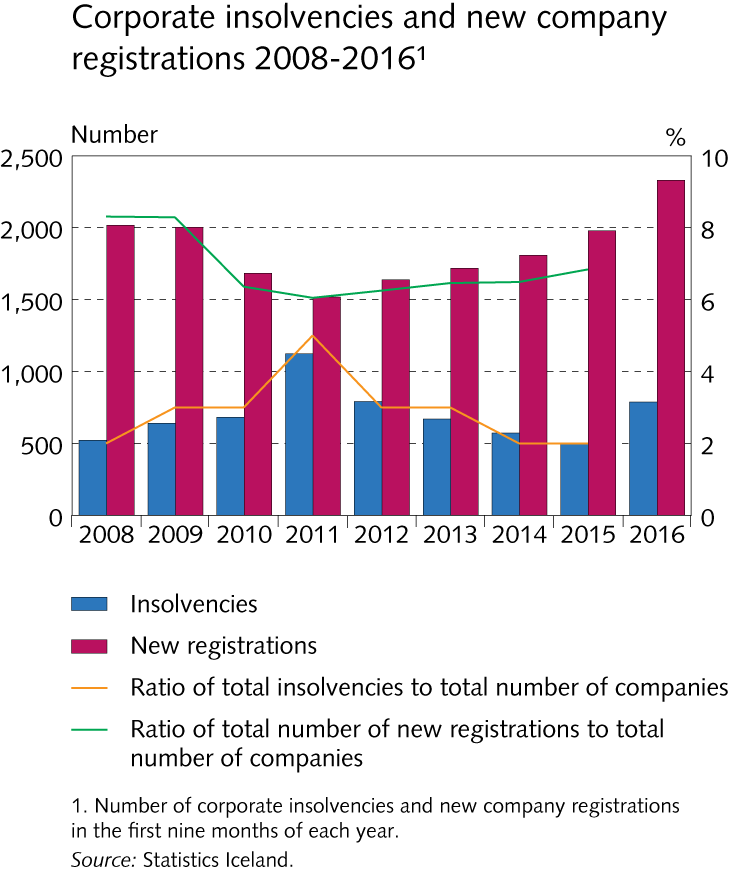 Corporate insolvencies and new company
registrations 2008-2016¹
Number
%
2,500
10
2,000
8
1,500
6
1,000
4
500
2
0
0
2008 2009 2010 2011 2012 2013 2014 2015 2016
Insolvencies
New registrations
Ratio of total insolvencies to total number of companies
Ratio of total number of new registrations to total
number of companies
1. Number of corporate insolvencies and new company registrations
in the first nine months of each year.
Source: Statistics Iceland.